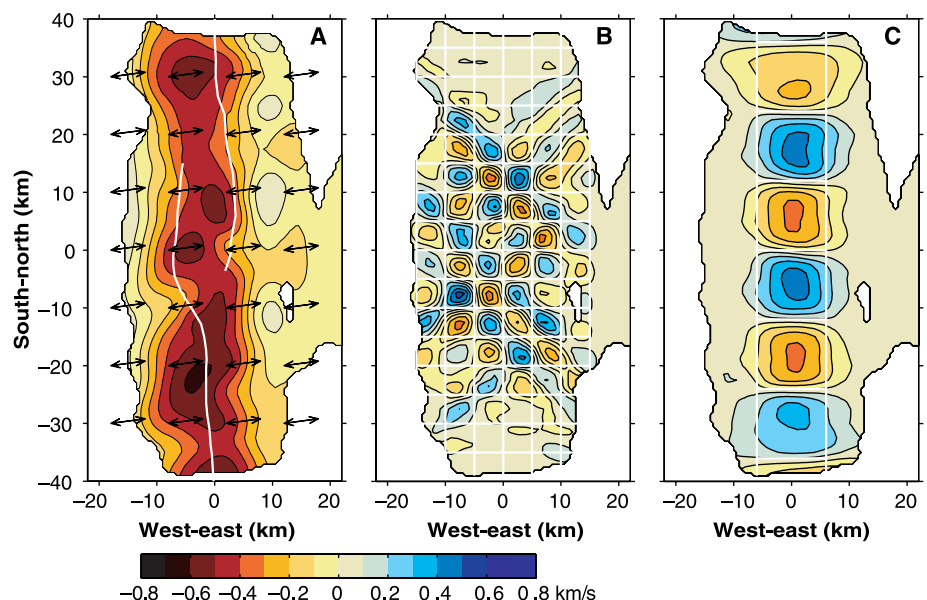 A
B
C
40
30
20
10
0
−10
−20
−30
−40
South-north (km)
−20 −10 0 10 20
−20 −10 0 10 20
−20 −10 0 10 20
West-east (km)
West-east (km)
West-east (km)
−0.8 −0.6 −0.4 −0.2 0 0.2 0.4 0.6 0.8 km/s